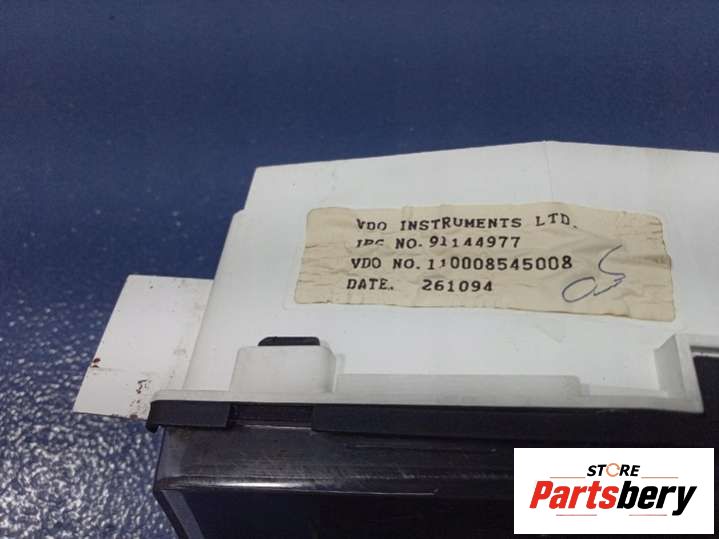 VDO INSTRUMENTS LTD.
IPC NO. 91144977
VDO NO. 110008545008
DATE. 261094
STORE
Partsbery